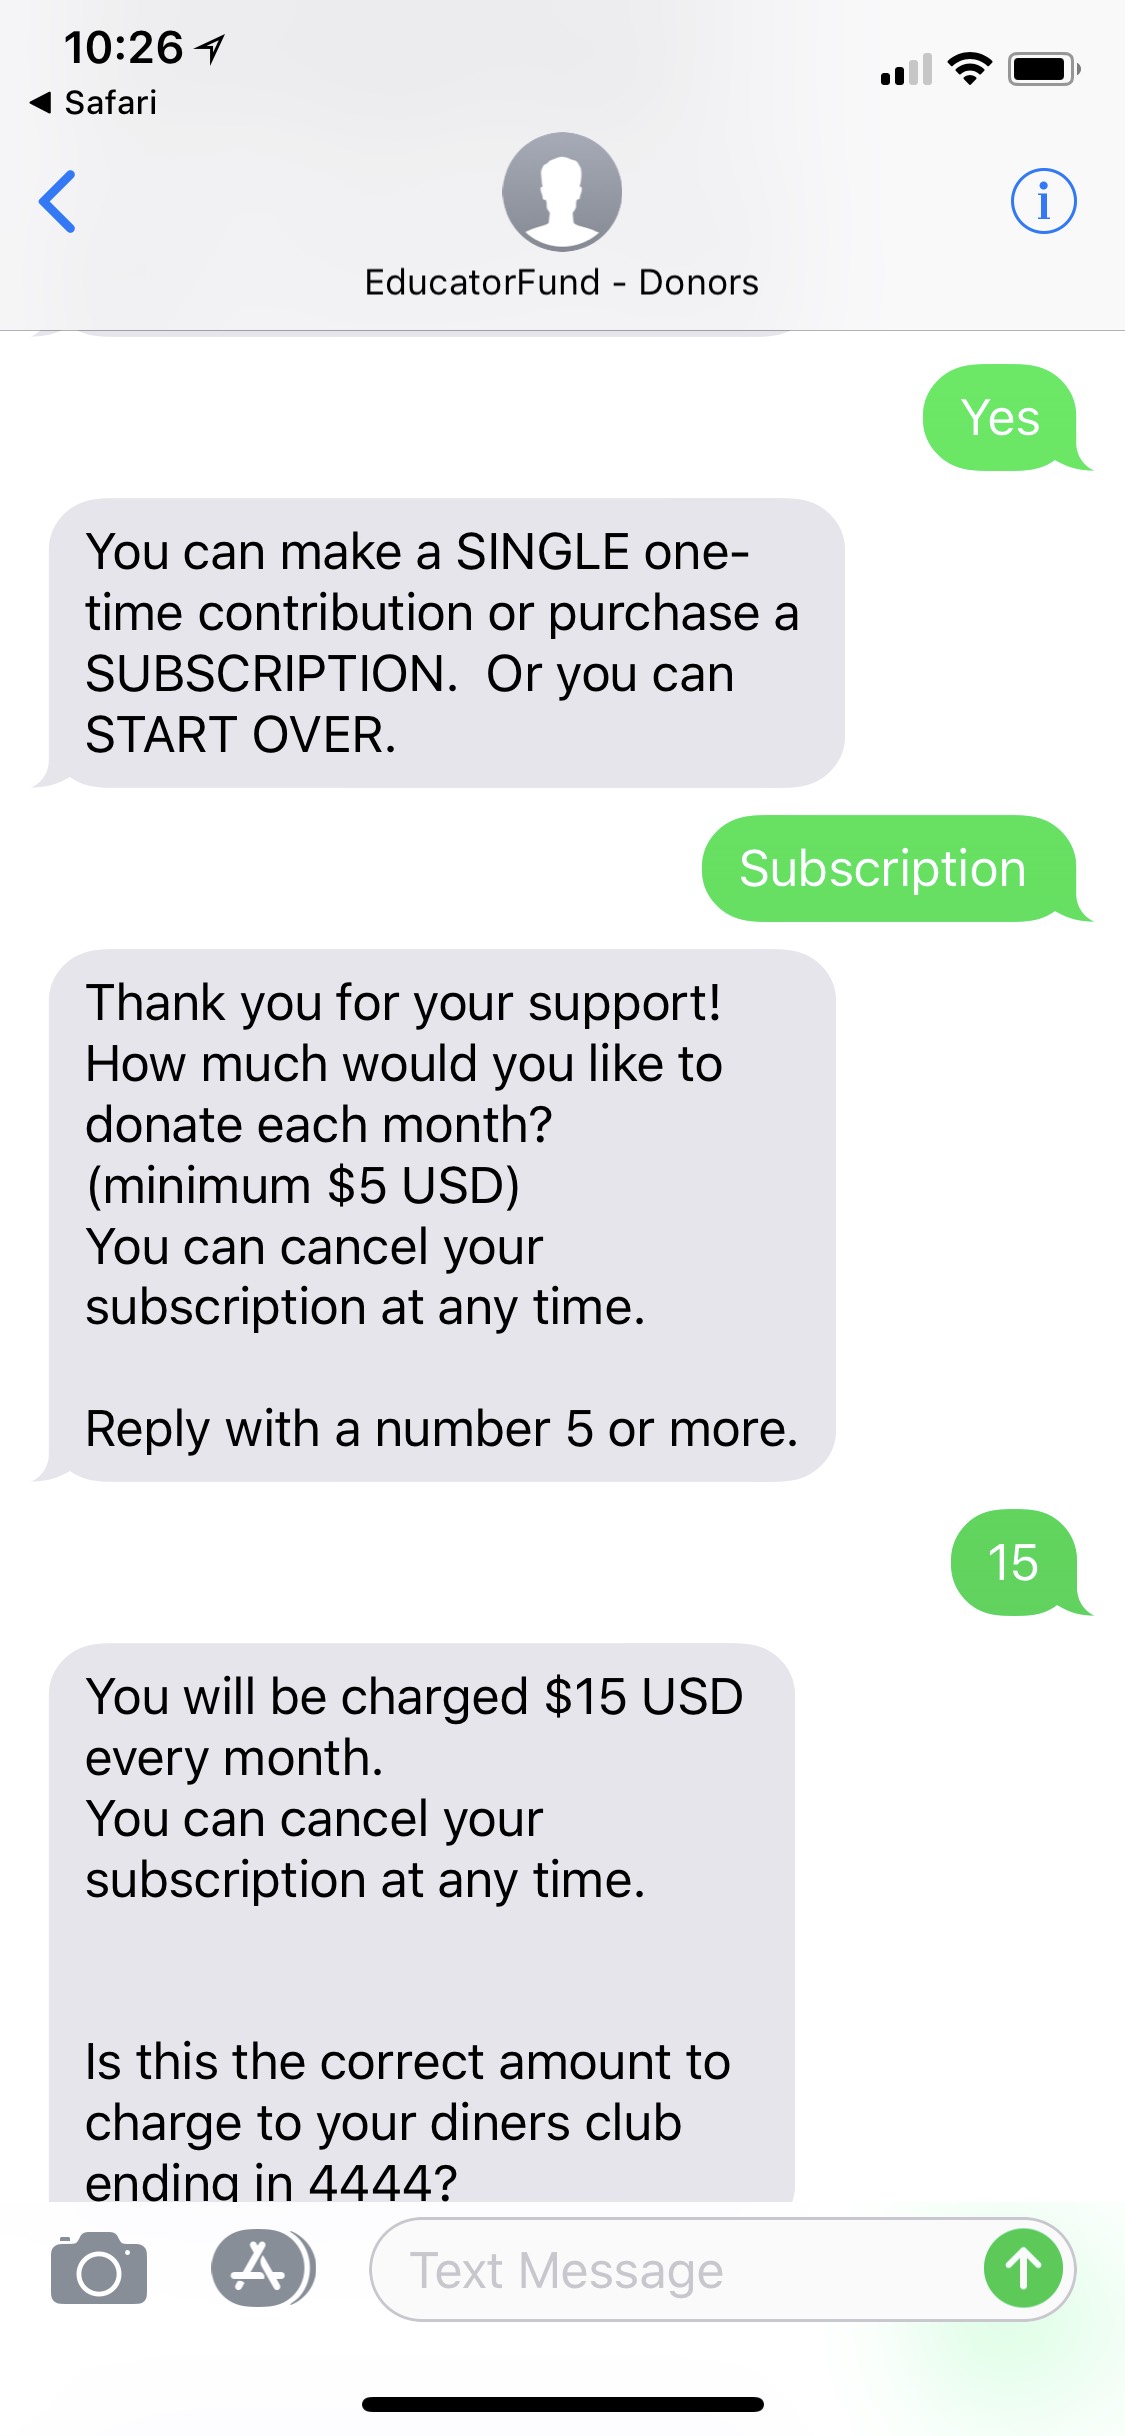 10:26
Safari
EducatorFund - Donors
Yes
You can make a SINGLE one-
time contribution or purchase a
SUBSCRIPTION.  Or you can
START OVER.
Subscription
Thank you for your support!
How much would you like to
donate each month?
(minimum $5 USD)
You can cancel your
subscription at any time.
Reply with a number 5 or more.
15
You will be charged $15 USD
every month.
You can cancel your
subscription at any time.
Is this the correct amount to
charge to your diners club
ending in 4444?
Text Message